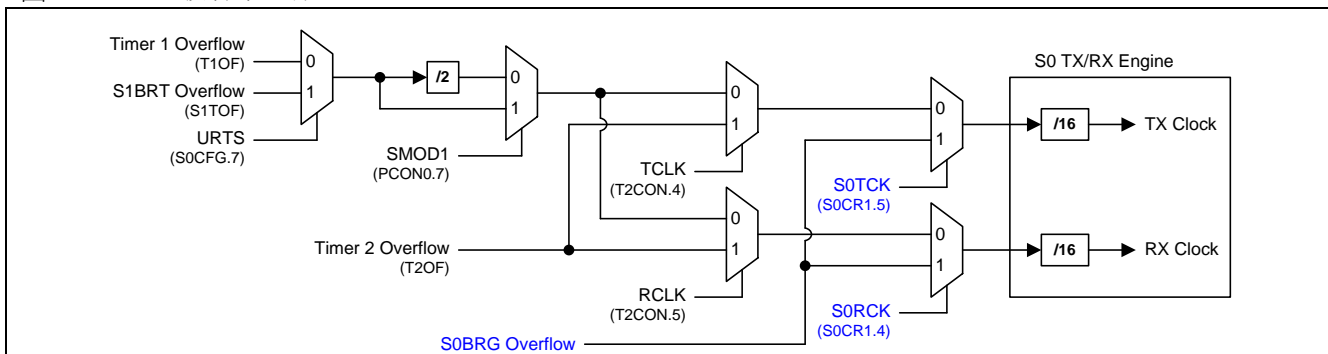 Timer 1 Overflow
(T1OF)
S1BRT Overflow
(S1TOF)
URTS
(S0CFG.7)
0
1
/2
0
1
SMOD1
(PCON0.7)
0
1
TCLK
(T2CON.4)
0
1
S0TCK
(S0CR1.5)
S0 TX/RX Engine
/16
TX Clock
Timer 2 Overflow
(T2OF)
0
1
RCLK
(T2CON.5)
0
1
S0RCK
(S0CR1.4)
/16
RX Clock
S0BRG Overflow